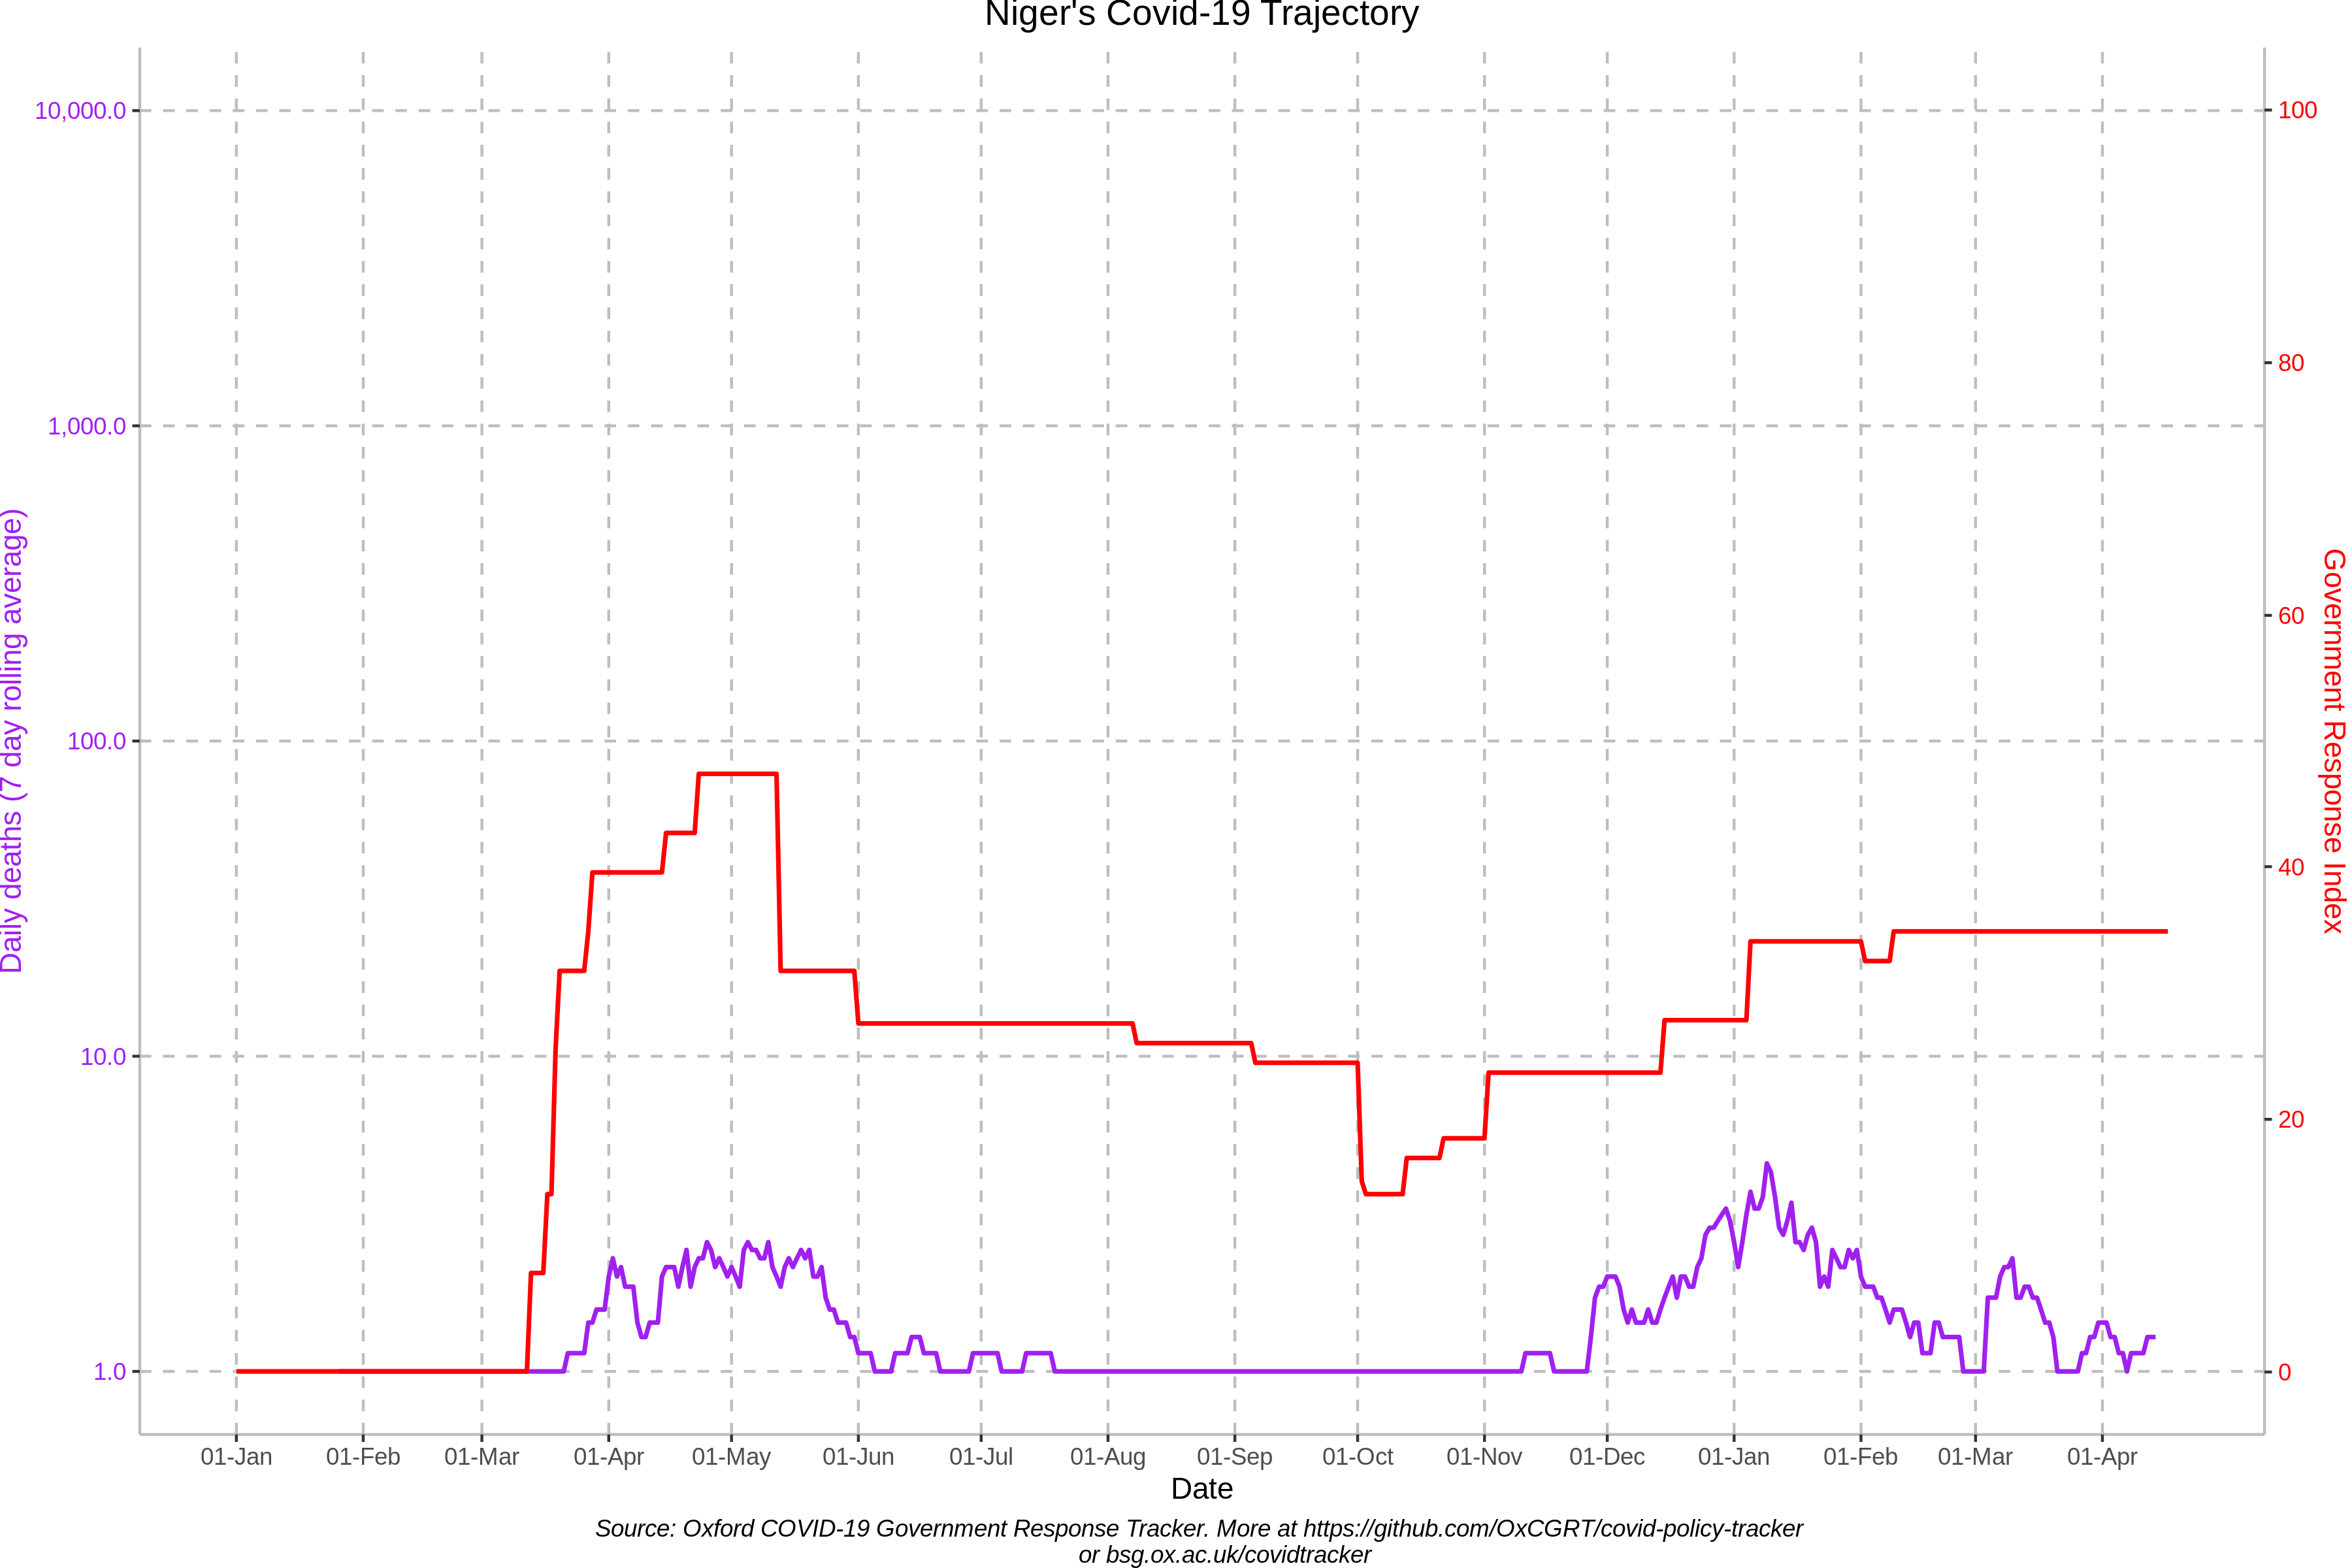 Niger's Covid-19 Trajectory
10,000.0
1,000.0
100.0
10.0
1.0
Daily deaths (7 day rolling average)
100
80
60
40
20
0
Government Response Index
01-Jan 01-Feb 01-Mar 01-Apr 01-May 01-Jun 01-Jul 01-Aug 01-Sep 01-Oct 01-Nov 01-Dec 01-Jan 01-Feb 01-Mar 01-Apr
Date
Source: Oxford COVID-19 Government Response Tracker. More at https://github.com/OxCGRT/covid-policy-tracker
or bsg.ox.ac.uk/covidtracker